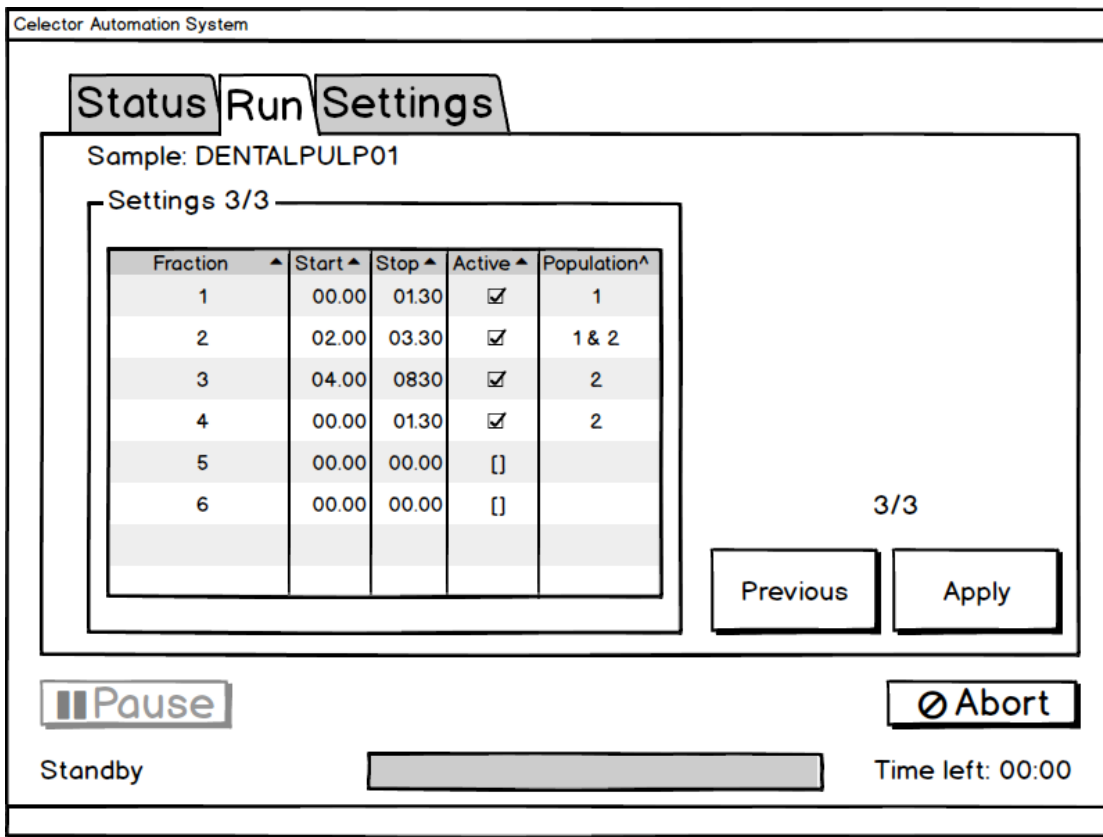 Celector Automation System
Status Run Settings
Sample: DENTALPULP01
Settings 3/3
Fraction Start Stop Active Population^
1 00.00 01.30 1
2 02.00 03.30 1 & 2
3 04.00 0830 2
4 00.00 01.30 2
5 00.00 00.00 []
6 00.00 00.00 []
3/3
Previous Apply
Pause Abort
Standby Time left: 00:00